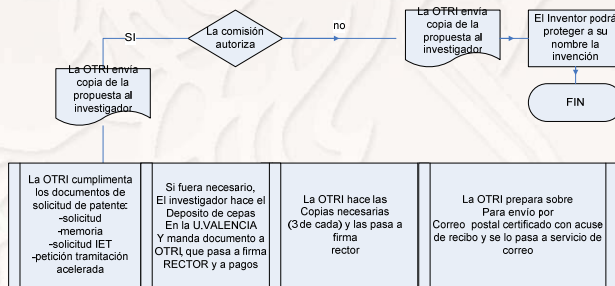 SI
La comisión
autoriza
no
La OTRI envía
copia de la
propuesta al
investigador
El Inventor podrá
proteger a su
nombre la
invención
La OTRI envía
copia de la
propuesta al
investigador
FIN
La OTRI cumplimenta
los documentos de
solicitud de patente:
-solicitud
-memoria
-solicitud IET
-petición tramitación
acelerada
Si fuera necesario,
El investigador hace el
Deposito de cepas
En la U.VALENCIA
Y manda documento a
OTRI, que pasa a firma
RECTOR y a pagos
La OTRI hace las
Copias necesarias
(3 de cada) y las pasa a
firma
rector
La OTRI prepara sobre
Para envío por
Correo postal certificado con acuse
de recibo y se lo pasa a servicio de
correo